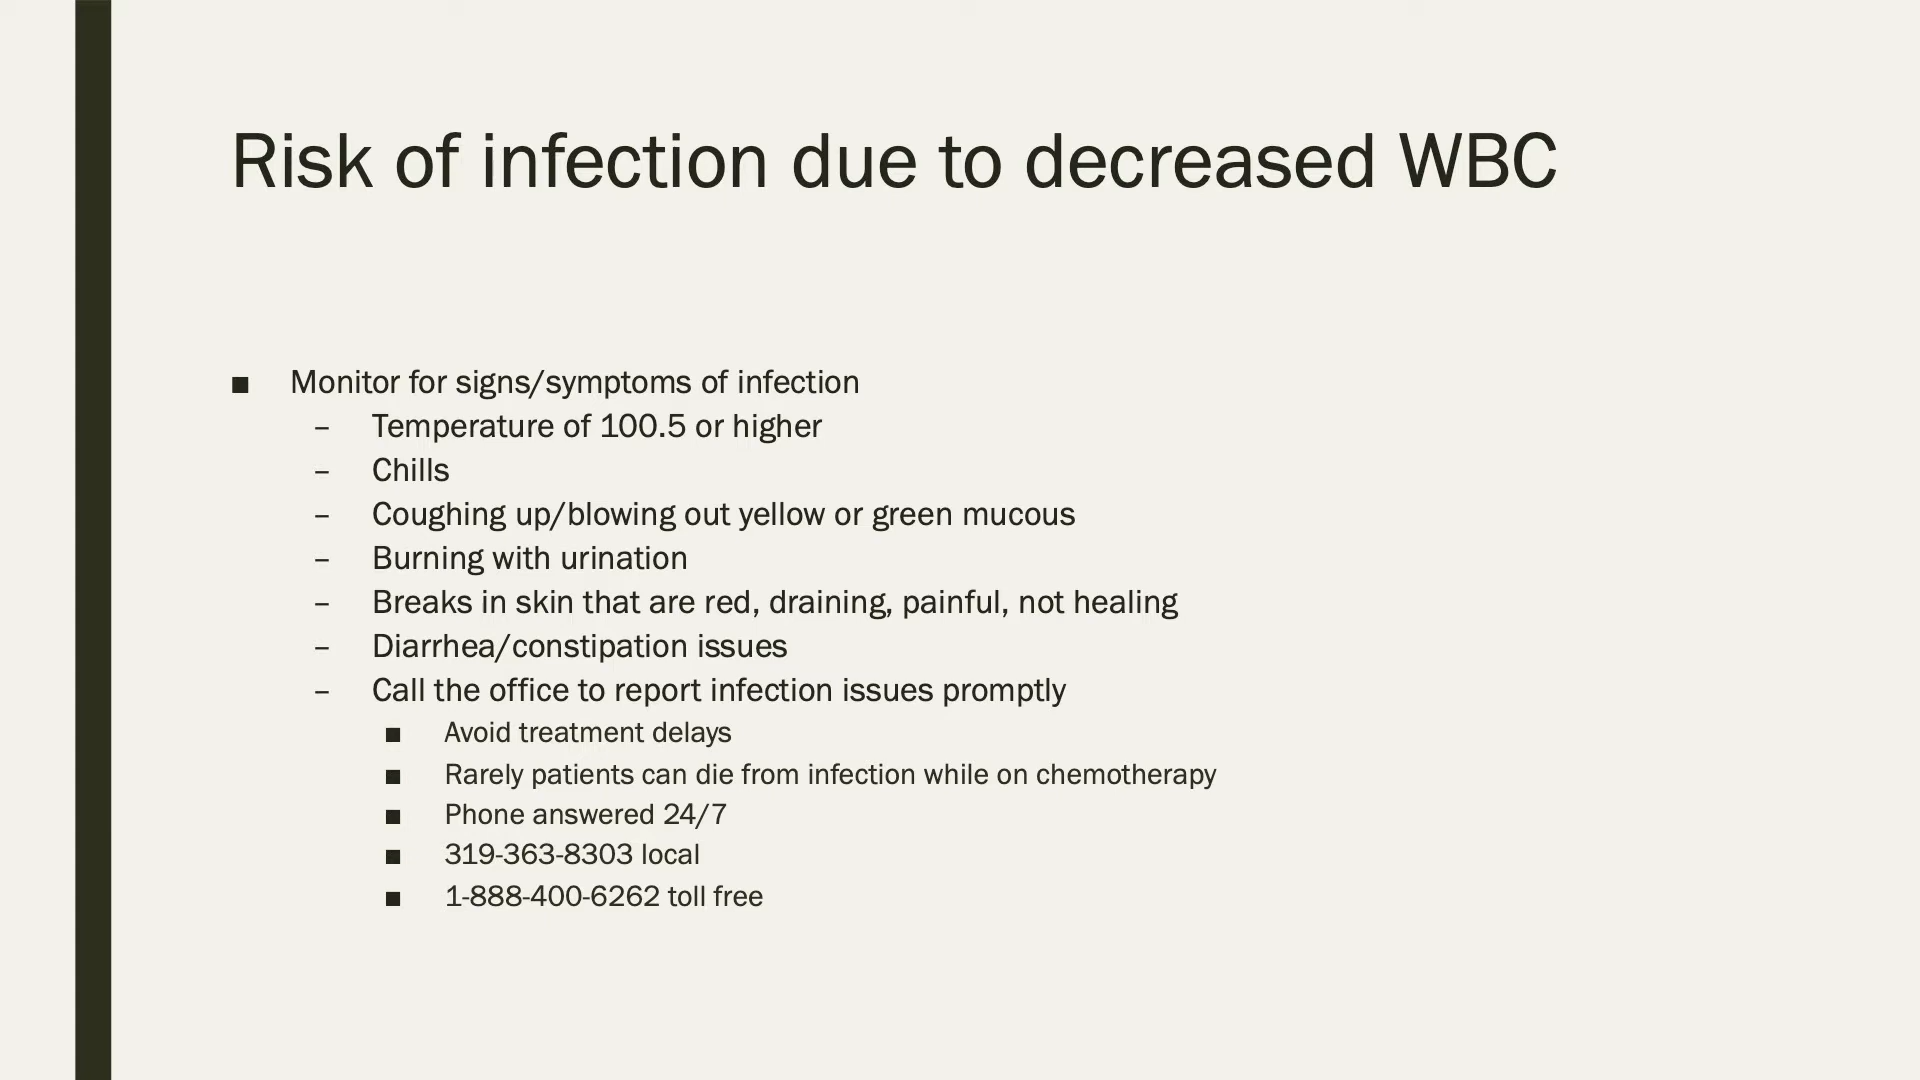 Risk of infection due to decreased WBC
■ Monitor for signs/symptoms of infection
– Temperature of 100.5 or higher
– Chills
– Coughing up/blowing out yellow or green mucous
– Burning with urination
– Breaks in skin that are red, draining, painful, not healing
– Diarrhea/constipation issues
– Call the office to report infection issues promptly
■ Avoid treatment delays
■ Rarely patients can die from infection while on chemotherapy
■ Phone answered 24/7
■ 319-363-8303 local
■ 1-888-400-6262 toll free